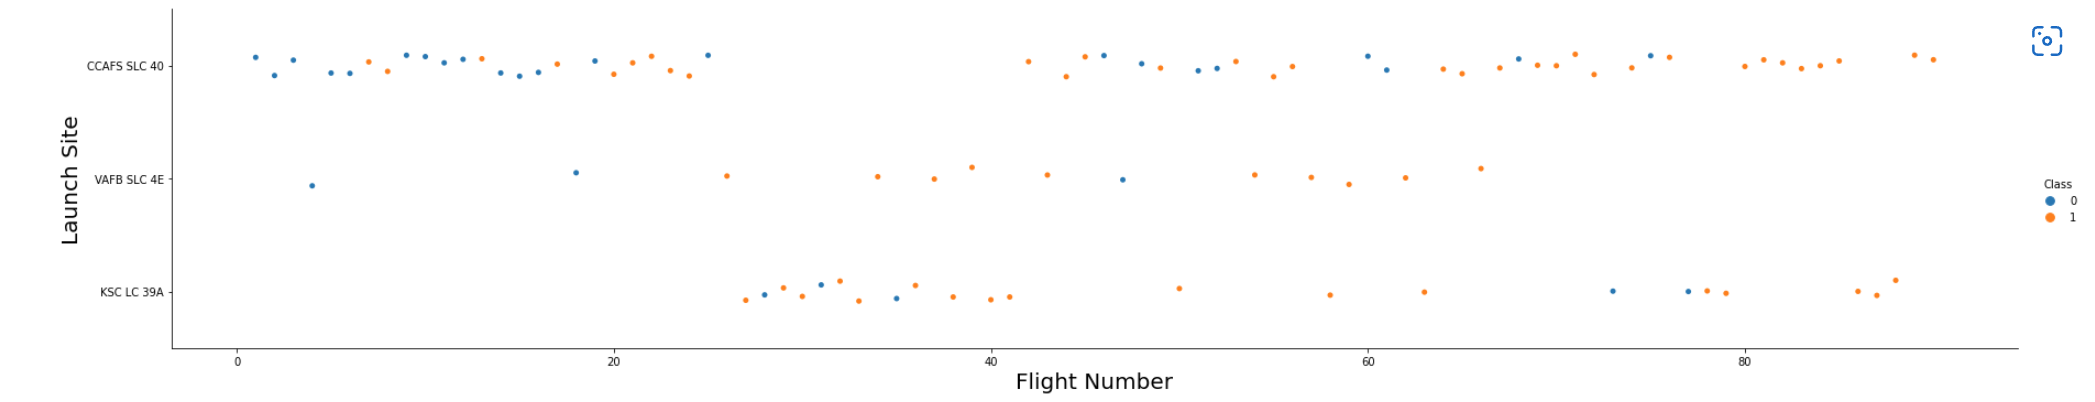 Launch Site
CCAFS SLC 40
VAFB SLC 4E
KSC LC 39A
0 20 40 60 80
Flight Number
Class
0
1